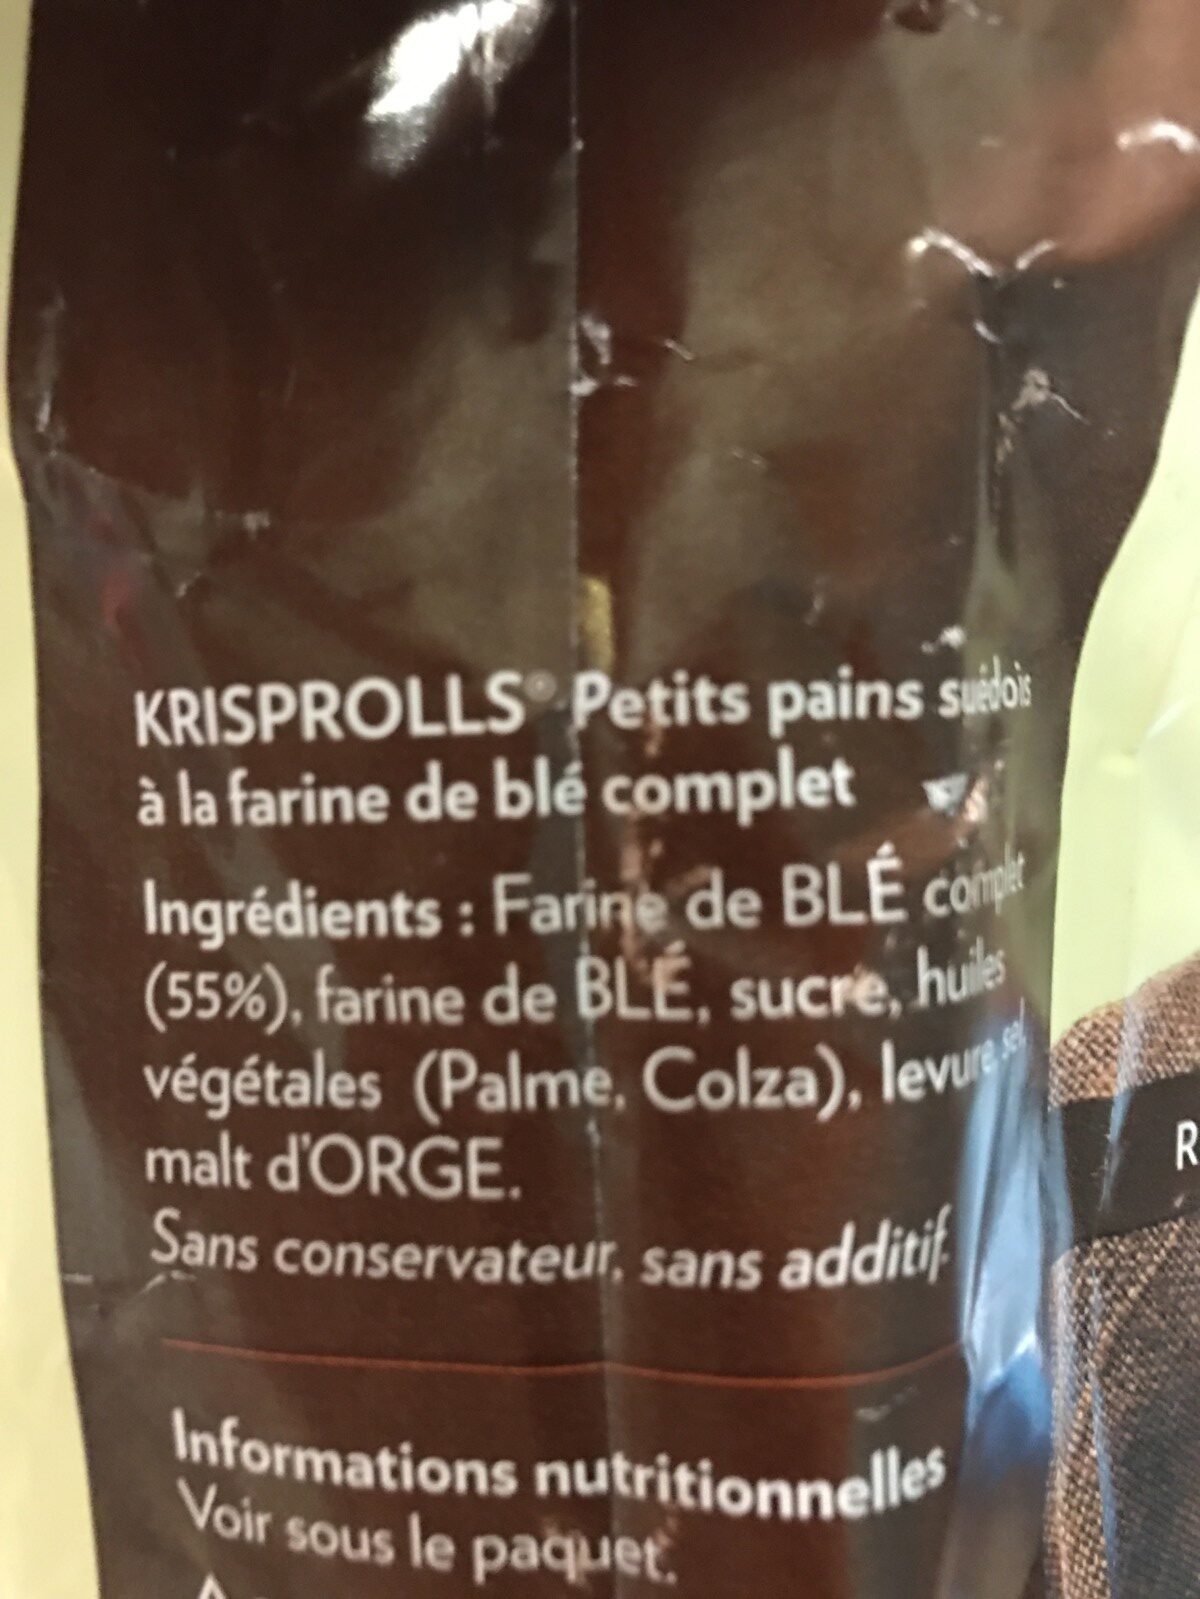 KRISPROLLS® Petits pains suédois
à la farine de blé complet
Ingrédients : Farine de BLÉ complet
(55%), farine de BLÉ, sucre, huiles
végétales (Palme, Colza), levure, sel,
malt d'ORGE.
Sans conservateur, sans additif.
Informations nutritionnelles
Voir sous le paquet.
R